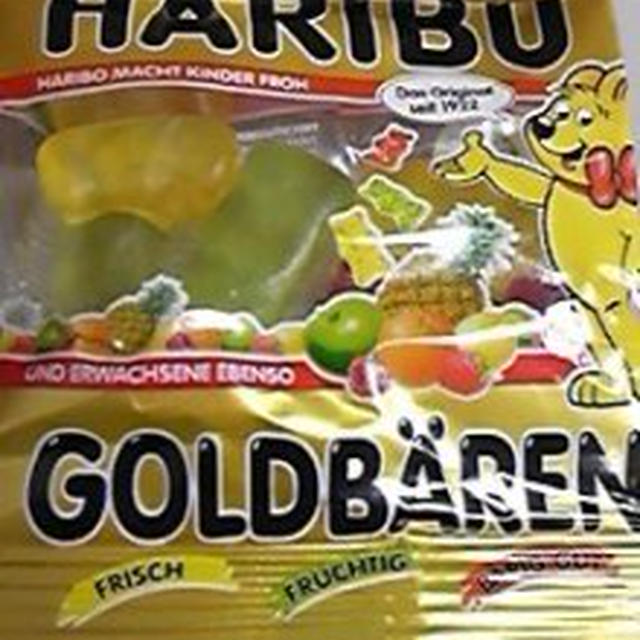 HARIBO
HARIBO MACHT KINDER FROH
Das Original
seit 1922
UND ERWACHSENE EBENSO
GOLDBÄREN
FRISCH
FRUCHTIG